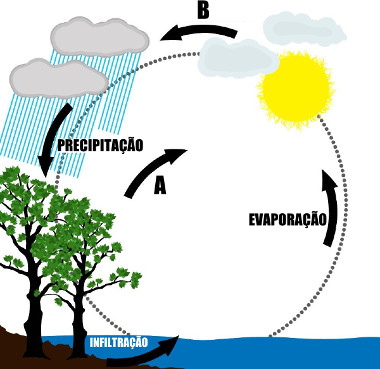 B
PRECIPITAÇÃO
A
EVAPORAÇÃO
INFILTRAÇÃO